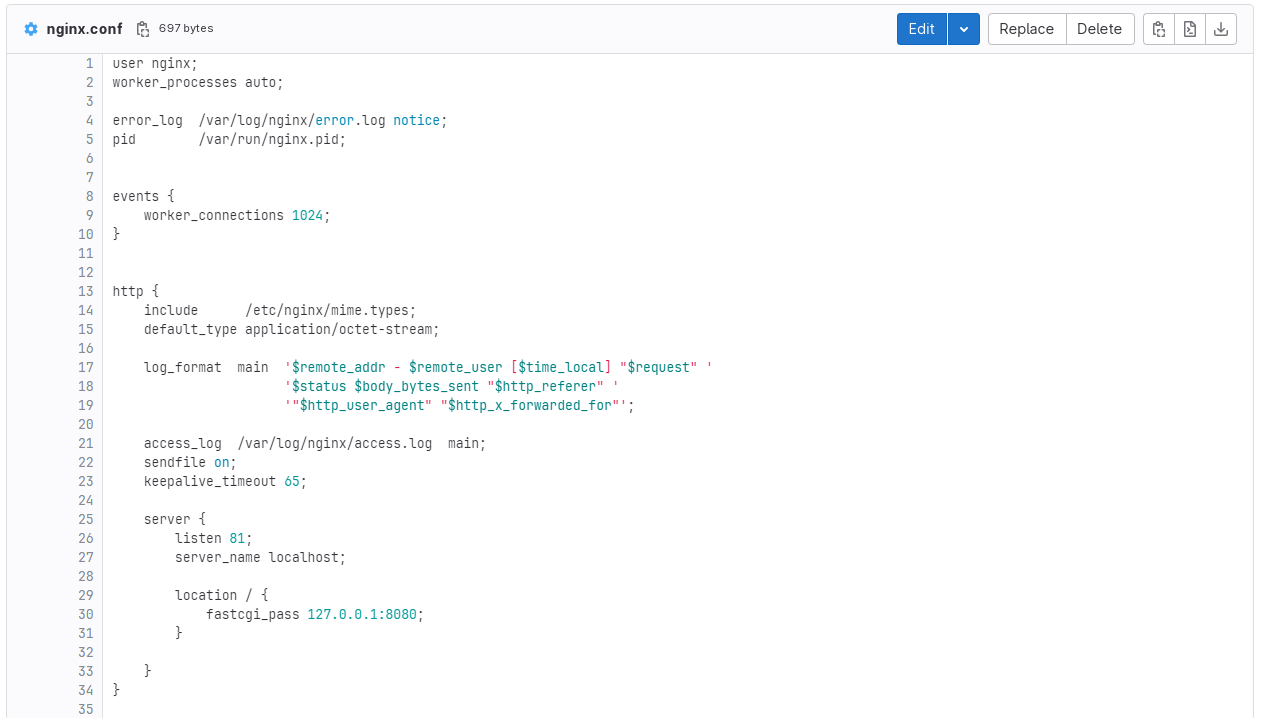 nginx.conf 697 bytes Edit Replace Delete
1 user nginx;
2 worker_processes auto;
3
4 error_log  /var/log/nginx/error.log notice;
5 pid        /var/run/nginx.pid;
6
7
8 events {
9     worker_connections 1024;
10 }
11
12
13 http {
14     include      /etc/nginx/mime.types;
15     default_type application/octet-stream;
16
17     log_format  main  '$remote_addr - $remote_user [$time_local] "$request" '
18                       '$status $body_bytes_sent "$http_referer" '
19                       '"$http_user_agent" "$http_x_forwarded_for"';
20
21     access_log  /var/log/nginx/access.log  main;
22     sendfile on;
23     keepalive_timeout 65;
24
25     server {
26         listen 81;
27         server_name localhost;
28
29         location / {
30             fastcgi_pass 127.0.0.1:8080;
31         }
32
33     }
34 }
35